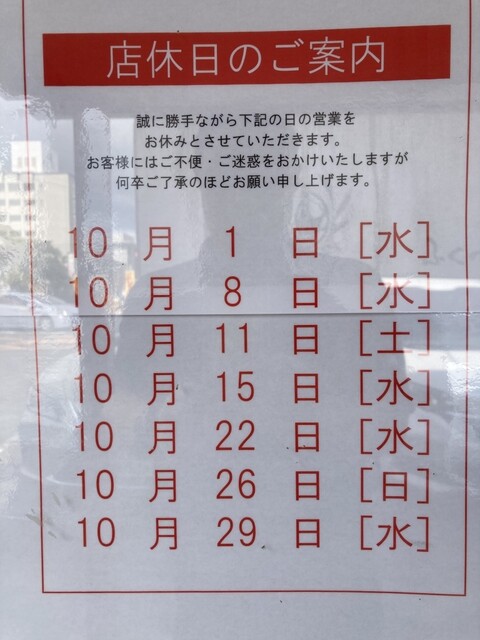 店休日のご案内
誠に勝手ながら下記の日の営業を
お休みとさせていただきます。
お客様にはご不便・ご迷惑をおかけいたしますが
何卒ご了承のほどお願い申し上げます。
10 月 1 日 [水]
10 月 8 日 [水]
10 月 11 日 [土]
10 月 15 日 [水]
10 月 22 日 [水]
10 月 26 日 [日]
10 月 29 日 [水]